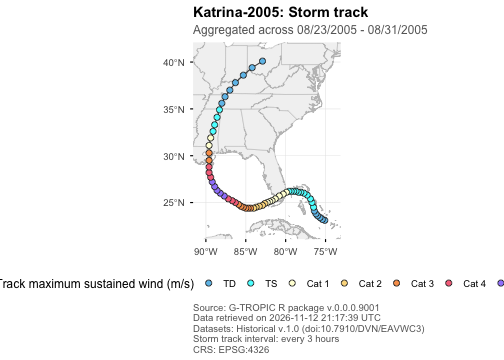 Katrina-2005: Storm track
Aggregated across 08/23/2005 - 08/31/2005
40°N
35°N
30°N
25°N
90°W 85°W 80°W 75°W
Track maximum sustained wind (m/s) TD TS Cat 1 Cat 2 Cat 3 Cat 4
Source: G-TROPIC R package v.0.0.0.9001
Data retrieved on 2026-11-12 21:17:39 UTC
Datasets: Historical v.1.0 (doi:10.7910/DVN/EAVWC3)
Storm track interval: every 3 hours
CRS: EPSG:4326